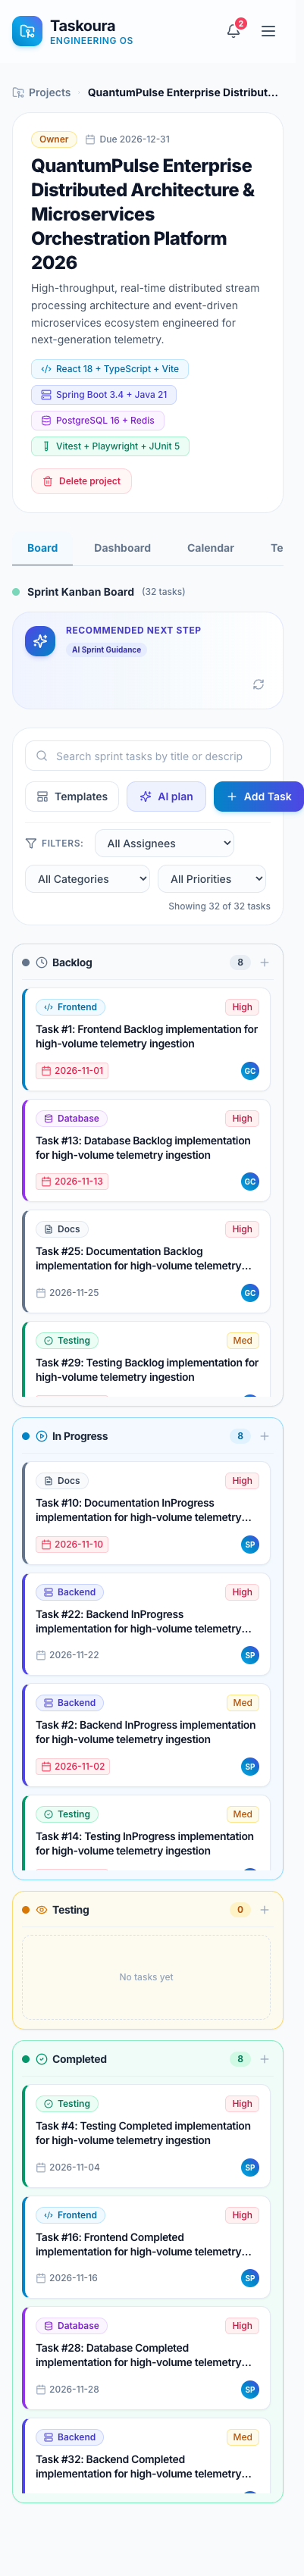 Taskoura
ENGINEERING OS
2
Projects
QuantumPulse Enterprise Distribut...
Owner
Due 2026-12-31
QuantumPulse Enterprise
Distributed Architecture &
Microservices
Orchestration Platform
2026
High-throughput, real-time distributed stream
processing architecture and event-driven
microservices ecosystem engineered for
next-generation telemetry.
React 18 + TypeScript + Vite
Spring Boot 3.4 + Java 21
PostgreSQL 16 + Redis
Vitest + Playwright + JUnit 5
Delete project
Board
Dashboard
Calendar
Te
Sprint Kanban Board (32 tasks)
RECOMMENDED NEXT STEP
AI Sprint Guidance
Search sprint tasks by title or descrip
Templates
AI plan
Add Task
FILTERS:
All Assignees
All Categories
All Priorities
Showing 32 of 32 tasks
Backlog
8
Frontend
High
Task #1: Frontend Backlog implementation for
high-volume telemetry ingestion
2026-11-01
GC
Database
High
Task #13: Database Backlog implementation
for high-volume telemetry ingestion
2026-11-13
GC
Docs
High
Task #25: Documentation Backlog
implementation for high-volume telemetry...
2026-11-25
GC
Testing
Med
Task #29: Testing Backlog implementation for
high-volume telemetry ingestion
In Progress
8
Docs
High
Task #10: Documentation InProgress
implementation for high-volume telemetry...
2026-11-10
SP
Backend
High
Task #22: Backend InProgress
implementation for high-volume telemetry...
2026-11-22
SP
Backend
Med
Task #2: Backend InProgress implementation
for high-volume telemetry ingestion
2026-11-02
SP
Testing
Med
Task #14: Testing InProgress implementation
for high-volume telemetry ingestion
Testing
0
No tasks yet
Completed
8
Testing
High
Task #4: Testing Completed implementation
for high-volume telemetry ingestion
2026-11-04
SP
Frontend
High
Task #16: Frontend Completed
implementation for high-volume telemetry...
2026-11-16
SP
Database
High
Task #28: Database Completed
implementation for high-volume telemetry...
2026-11-28
SP
Backend
Med
Task #32: Backend Completed
implementation for high-volume telemetry...